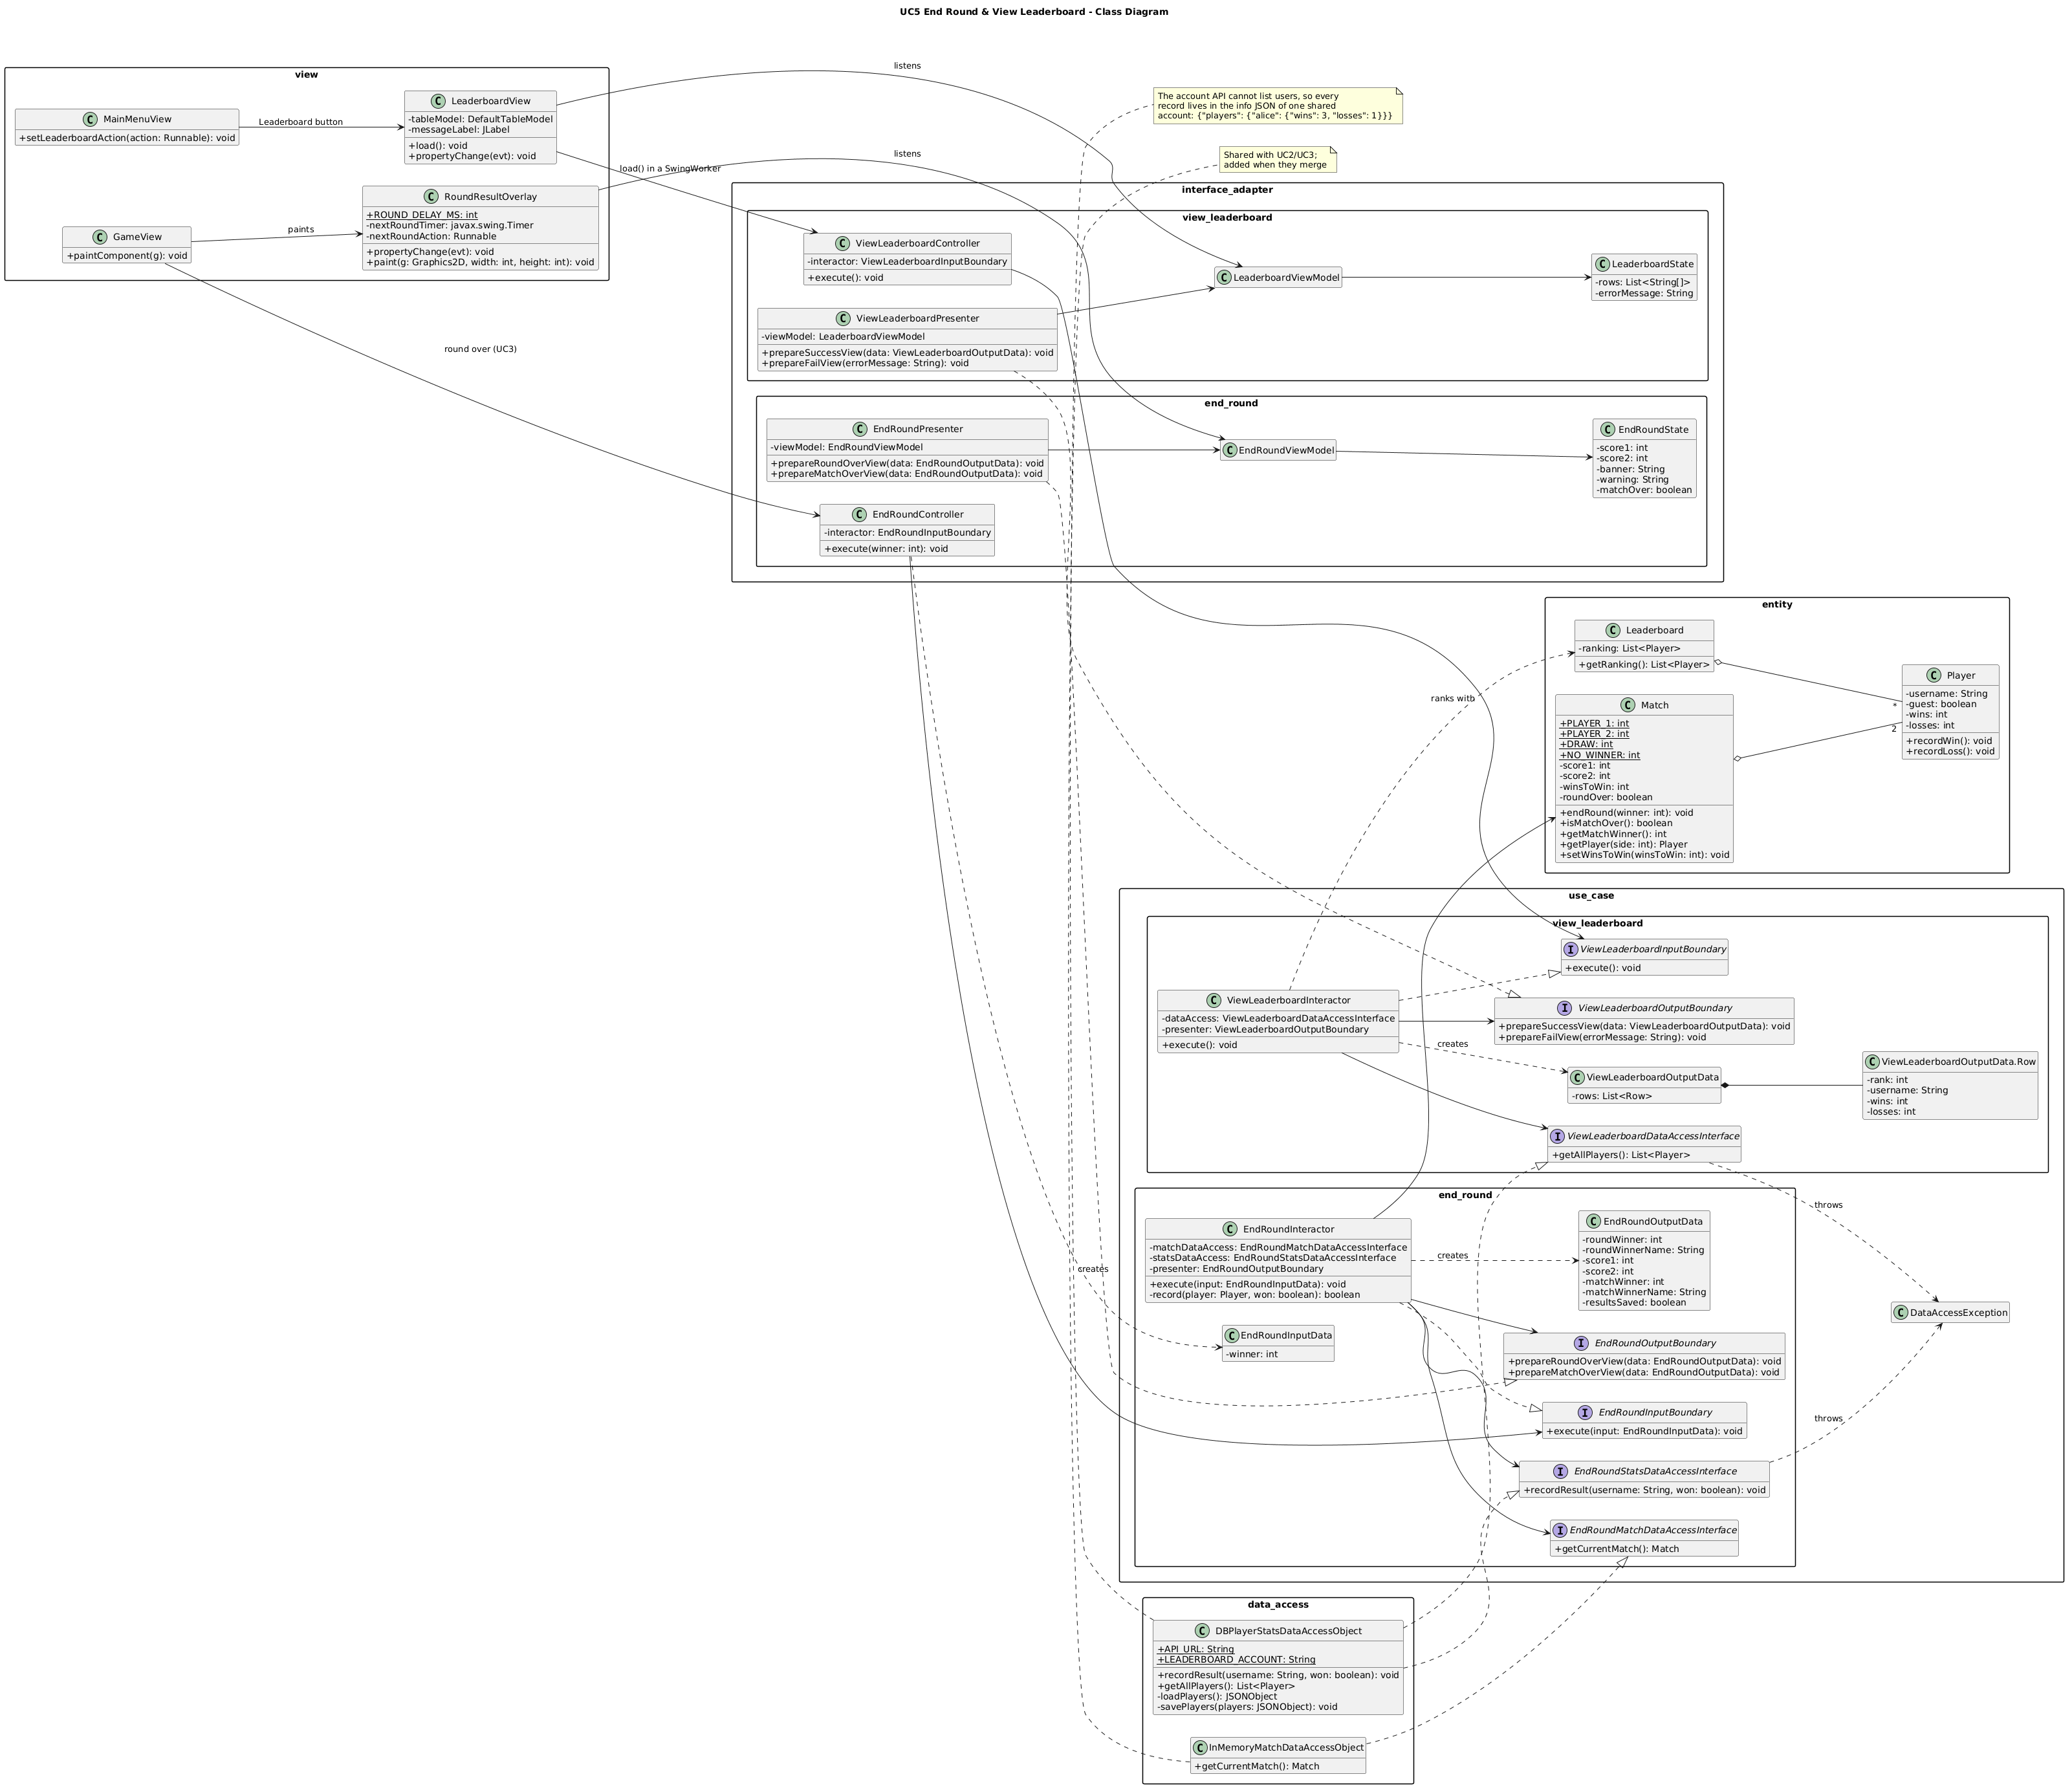 UC5 End Round & View Leaderboard - Class Diagram
view
MainMenuView
+setLeaderboardAction(action: Runnable): void
Leaderboard button
LeaderboardView
-tableModel: DefaultTableModel
-messageLabel: JLabel
+load(): void
+propertyChange(evt): void
GameView
+paintComponent(g): void
paints
RoundResultOverlay
+ROUND_DELAY_MS: int
-nextRoundTimer: javax.swing.Timer
-nextRoundAction: Runnable
+propertyChange(evt): void
+paint(g: Graphics2D, width: int, height: int): void
listens
listens
load() in a SwingWorker
round over (UC3)
The account API cannot list users, so every
record lives in the info JSON of one shared
account: {"players": {"alice": {"wins": 3, "losses": 1}}}
Shared with UC2/UC3;
added when they merge
interface_adapter
view_leaderboard
ViewLeaderboardController
-interactor: ViewLeaderboardInputBoundary
+execute(): void
LeaderboardViewModel
LeaderboardState
-rows: List<String[]>
-errorMessage: String
ViewLeaderboardPresenter
-viewModel: LeaderboardViewModel
+prepareSuccessView(data: ViewLeaderboardOutputData): void
+prepareFailView(errorMessage: String): void
end_round
EndRoundPresenter
-viewModel: EndRoundViewModel
+prepareRoundOverView(data: EndRoundOutputData): void
+prepareMatchOverView(data: EndRoundOutputData): void
EndRoundViewModel
EndRoundState
-score1: int
-score2: int
-banner: String
-warning: String
-matchOver: boolean
EndRoundController
-interactor: EndRoundInputBoundary
+execute(winner: int): void
entity
Leaderboard
-ranking: List<Player>
+getRanking(): List<Player>
ranks with
Match
+PLAYER_1: int
+PLAYER_2: int
+DRAW: int
+NO_WINNER: int
-score1: int
-score2: int
-winsToWin: int
-roundOver: boolean
+endRound(winner: int): void
+isMatchOver(): boolean
+getMatchWinner(): int
+getPlayer(side: int): Player
+setWinsToWin(winsToWin: int): void
Player
-username: String
-guest: boolean
-wins: int
-losses: int
+recordWin(): void
+recordLoss(): void
*
2
use_case
view_leaderboard
ViewLeaderboardInputBoundary
+execute(): void
ViewLeaderboardInteractor
-dataAccess: ViewLeaderboardDataAccessInterface
-presenter: ViewLeaderboardOutputBoundary
+execute(): void
ViewLeaderboardOutputBoundary
+prepareSuccessView(data: ViewLeaderboardOutputData): void
+prepareFailView(errorMessage: String): void
creates
ViewLeaderboardOutputData
-rows: List<Row>
ViewLeaderboardOutputData.Row
-rank: int
-username: String
-wins: int
-losses: int
ViewLeaderboardDataAccessInterface
+getAllPlayers(): List<Player>
end_round
EndRoundInteractor
-matchDataAccess: EndRoundMatchDataAccessInterface
-statsDataAccess: EndRoundStatsDataAccessInterface
-presenter: EndRoundOutputBoundary
+execute(input: EndRoundInputData): void
-record(player: Player, won: boolean): boolean
creates
EndRoundOutputData
-roundWinner: int
-roundWinnerName: String
-score1: int
-score2: int
-matchWinner: int
-matchWinnerName: String
-resultsSaved: boolean
throws
creates
EndRoundInputData
-winner: int
EndRoundOutputBoundary
+prepareRoundOverView(data: EndRoundOutputData): void
+prepareMatchOverView(data: EndRoundOutputData): void
DataAccessException
EndRoundInputBoundary
+execute(input: EndRoundInputData): void
throws
EndRoundStatsDataAccessInterface
+recordResult(username: String, won: boolean): void
EndRoundMatchDataAccessInterface
+getCurrentMatch(): Match
data_access
DBPlayerStatsDataAccessObject
+API_URL: String
+LEADERBOARD_ACCOUNT: String
+recordResult(username: String, won: boolean): void
+getAllPlayers(): List<Player>
-loadPlayers(): JSONObject
-savePlayers(players: JSONObject): void
InMemoryMatchDataAccessObject
+getCurrentMatch(): Match